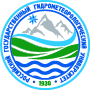 РОССИЙСКИЙ ГОСУДАРСТВЕННЫЙ ГИДРОМЕТЕОРОЛОГИЧЕСКИЙ УНИВЕРСИТЕТ
1930